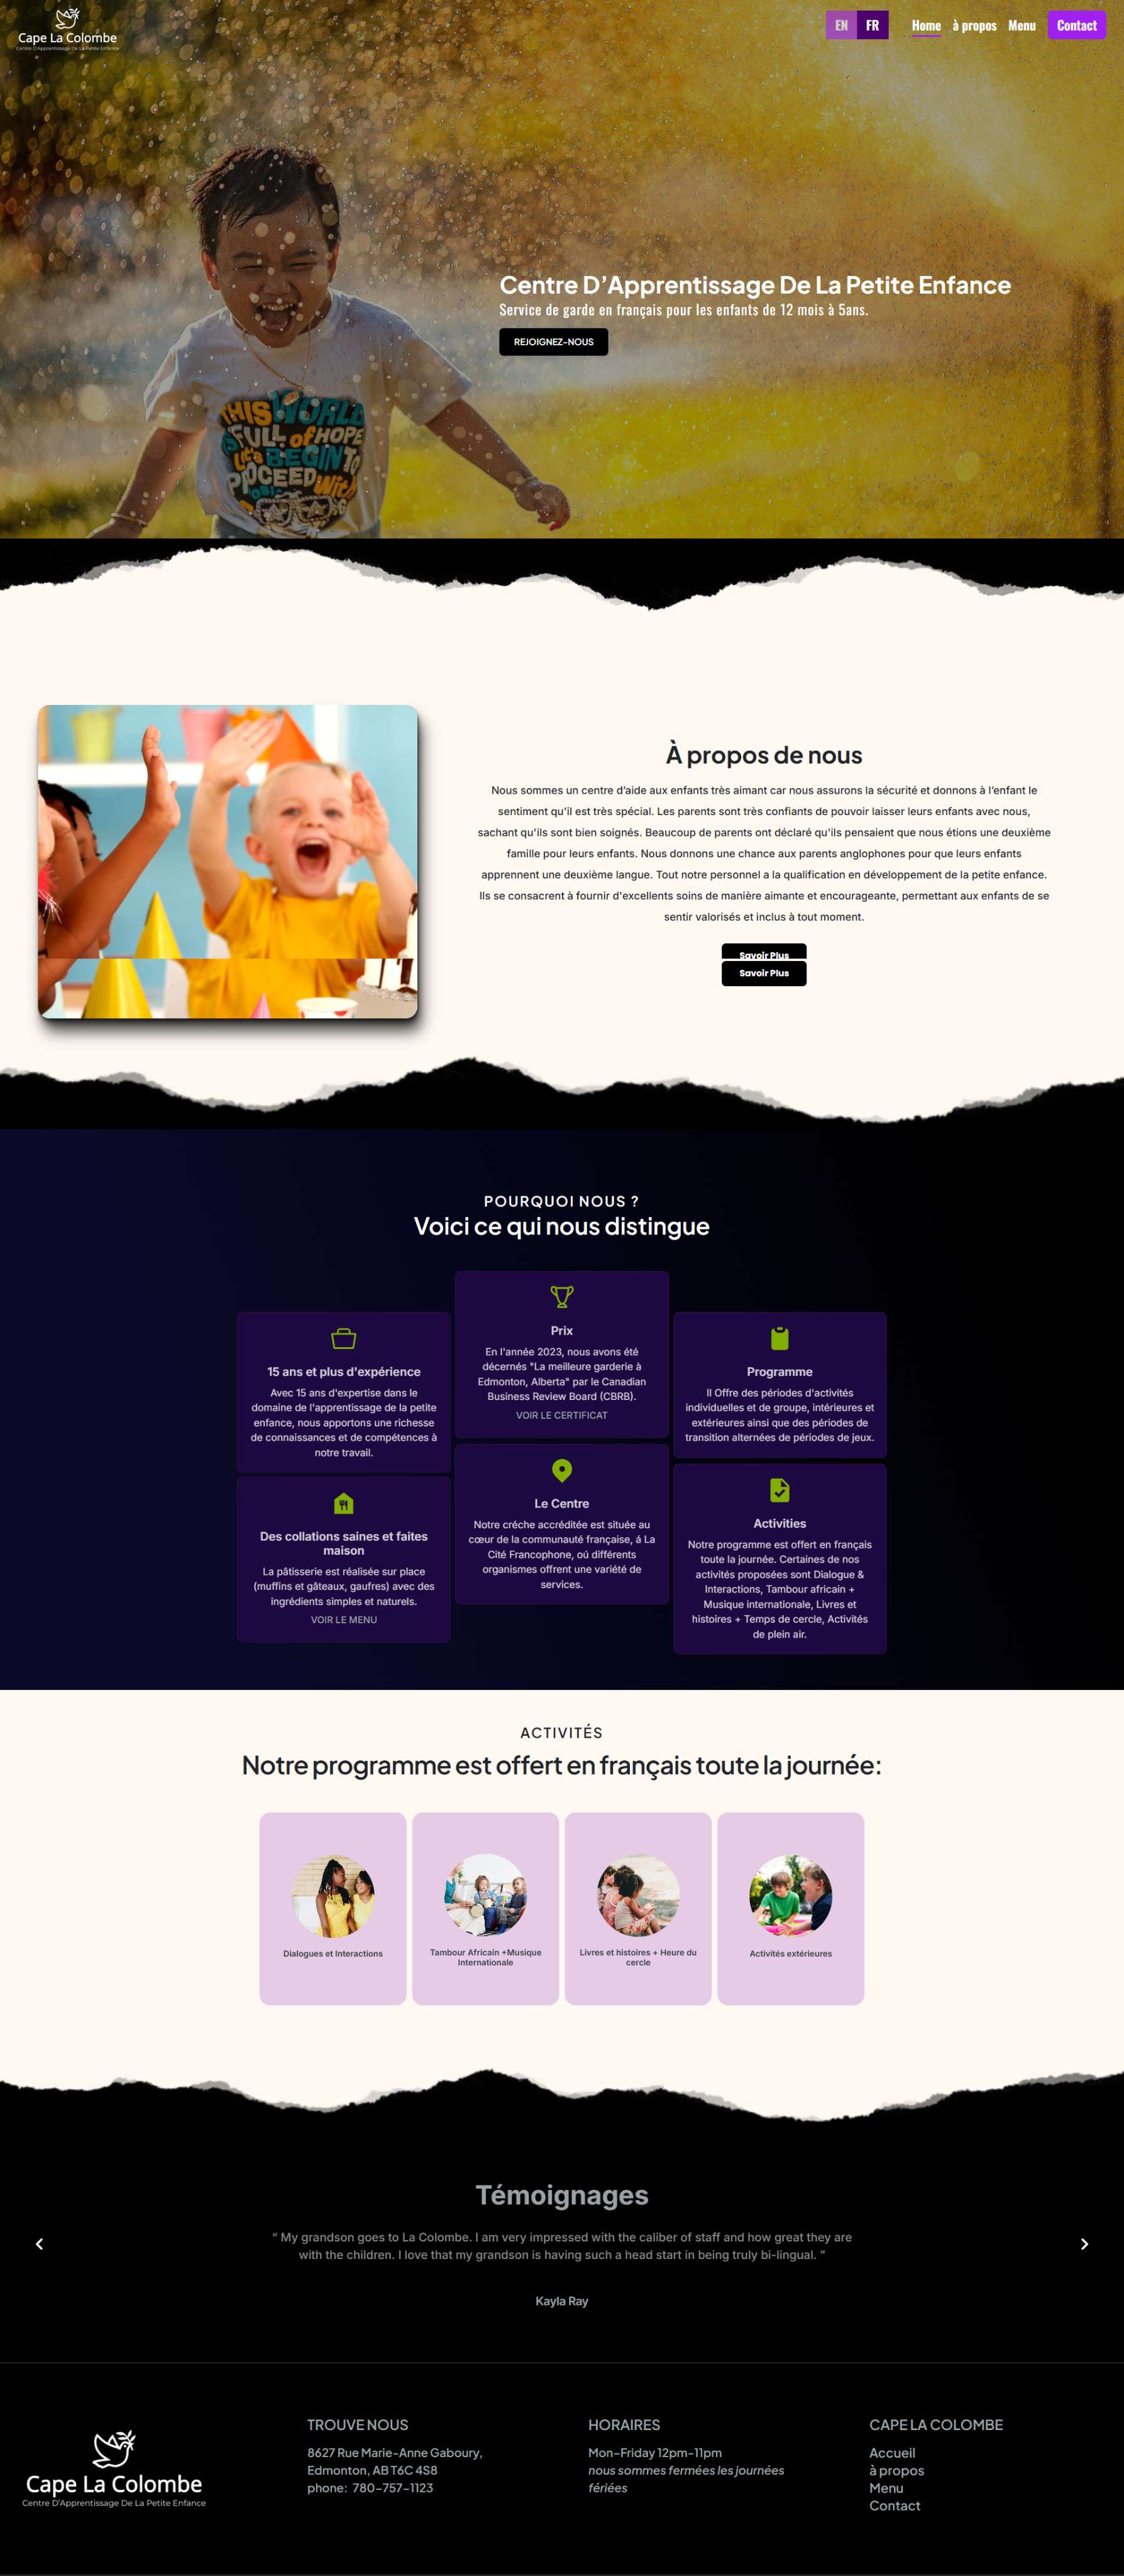 Cape La Colombe
Centre D'Apprentissage De La Petite Enfance
EN FR Home à propos Menu Contact
Centre D'Apprentissage De La Petite Enfance
Service de garde en français pour les enfants de 12 mois à 5ans.
REJOIGNEZ-NOUS
THIS WORLD
FULL of HOPE
LET'S BEGIN TO
PROCEED with
À propos de nous
Nous sommes un centre d'aide aux enfants très aimant car nous assurons la sécurité et donnons à l'enfant le
sentiment qu'il est très spécial. Les parents sont très confiants de pouvoir laisser leurs enfants avec nous,
sachant qu'ils sont bien soignés. Beaucoup de parents ont déclaré qu'ils pensaient que nous étions une deuxième
famille pour leurs enfants. Nous donnons une chance aux parents anglophones pour que leurs enfants
apprennent une deuxième langue. Tout notre personnel a la qualification en développement de la petite enfance.
Ils se consacrent à fournir d'excellents soins de manière aimante et encourageante, permettant aux enfants de se
sentir valorisés et inclus à tout moment.
Savoir Plus
Savoir Plus
POURQUOI NOUS ?
Voici ce qui nous distingue
15 ans et plus d'expérience
Avec 15 ans d'expertise dans le
domaine de l'apprentissage de la petite
enfance, nous apportons une richesse
de connaissances et de compétences à
notre travail.
Des collations saines et faites
maison
La pâtisserie est réalisée sur place
(muffins et gâteaux, gaufres) avec des
ingrédients simples et naturels.
VOIR LE MENU
Prix
En l'année 2023, nous avons été
décernés "La meilleure garderie à
Edmonton, Alberta" par le Canadian
Business Review Board (CBRB).
VOIR LE CERTIFICAT
Le Centre
Notre créche accréditée est située au
cœur de la communauté française, á La
Cité Francophone, oú différents
organismes offrent une variété de
services.
Programme
Il Offre des périodes d'activités
individuelles et de groupe, intérieures et
extérieures ainsi que des périodes de
transition alternées de périodes de jeux.
Activities
Notre programme est offert en français
toute la journée. Certaines de nos
activités proposées sont Dialogue &
Interactions, Tambour africain +
Musique internationale, Livres et
histoires + Temps de cercle, Activités
de plein air.
ACTIVITÉS
Notre programme est offert en français toute la journée:
Dialogues et Interactions
Tambour Africain +Musique
Internationale
Livres et histoires + Heure du
cercle
Activités extérieures
Témoignages
“ My grandson goes to La Colombe. I am very impressed with the caliber of staff and how great they are
with the children. I love that my grandson is having such a head start in being truly bi-lingual. ”
Kayla Ray
Cape La Colombe
Centre D'Apprentissage De La Petite Enfance
TROUVE NOUS
8627 Rue Marie-Anne Gaboury,
Edmonton, AB T6C 4S8
phone: 780-757-1123
HORAIRES
Mon-Friday 12pm-11pm
nous sommes fermées les journées
fériées
CAPE LA COLOMBE
Accueil
à propos
Menu
Contact